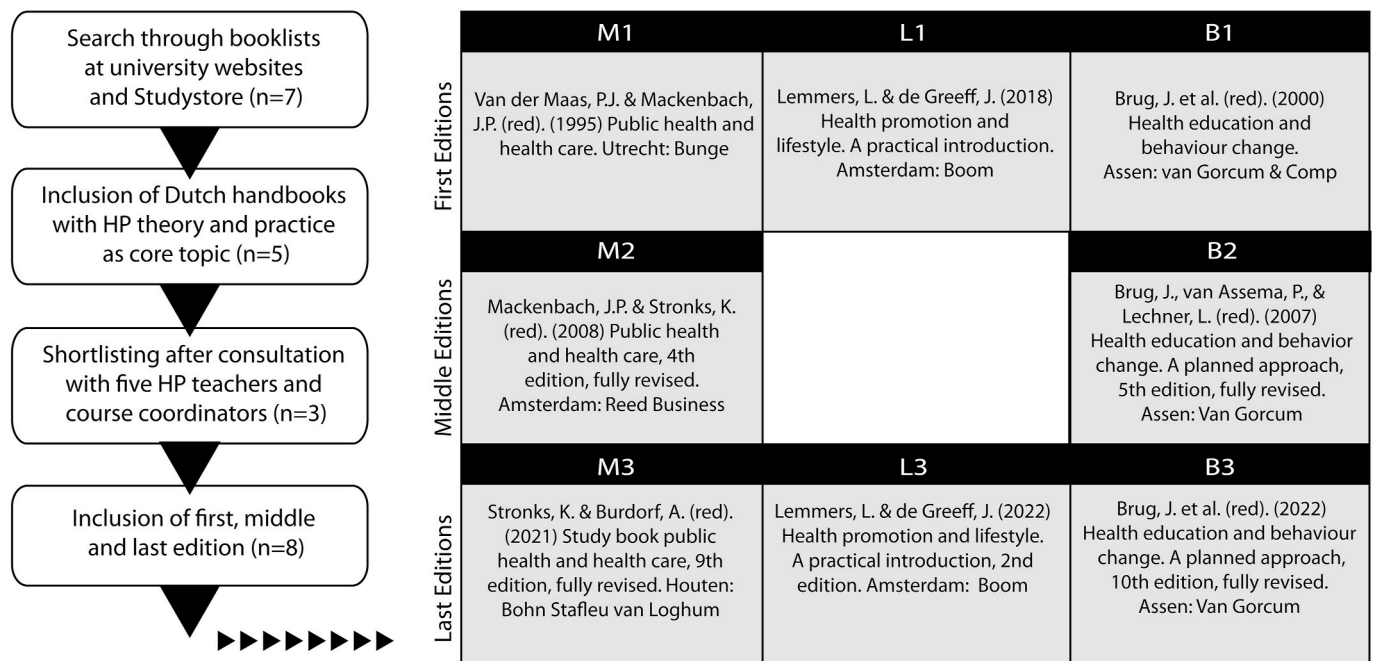 Search through booklists
at university websites
and Studystore (n=7)
Inclusion of Dutch handbooks
with HP theory and practice
as core topic (n=5)
Shortlisting after consultation
with five HP teachers and
course coordinators (n=3)
Inclusion of first, middle
and last edition (n=8)
First Editions
M1
Van der Maas, P.J. & Mackenbach,
J.P. (red). (1995) Public health and
health care. Utrecht: Bunge
L1
Lemmers, L. & de Greeff, J. (2018)
Health promotion and
lifestyle. A practical introduction.
Amsterdam: Boom
B1
Brug, J. et al. (red). (2000)
Health education and
behaviour change.
Assen: van Gorcum & Comp
Middle Editions
M2
Mackenbach, J.P. & Stronks, K.
(red). (2008) Public health
and health care, 4th
edition, fully revised.
Amsterdam: Reed Business
B2
Brug, J., van Assema, P., &
Lechner, L. (red). (2007)
Health education and behavior
change. A planned approach,
5th edition, fully revised.
Assen: Van Gorcum
Last Editions
M3
Stronks, K. & Burdorf, A. (red).
(2021) Study book public
health and health care, 9th
edition, fully revised. Houten:
Bohn Stafleu van Loghum
L3
Lemmers, L. & de Greeff, J. (2022)
Health promotion and lifestyle.
A practical introduction, 2nd
edition. Amsterdam: Boom
B3
Brug, J. et al. (red). (2022)
Health education and behaviour
change. A planned approach,
10th edition, fully revised.
Assen: Van Gorcum